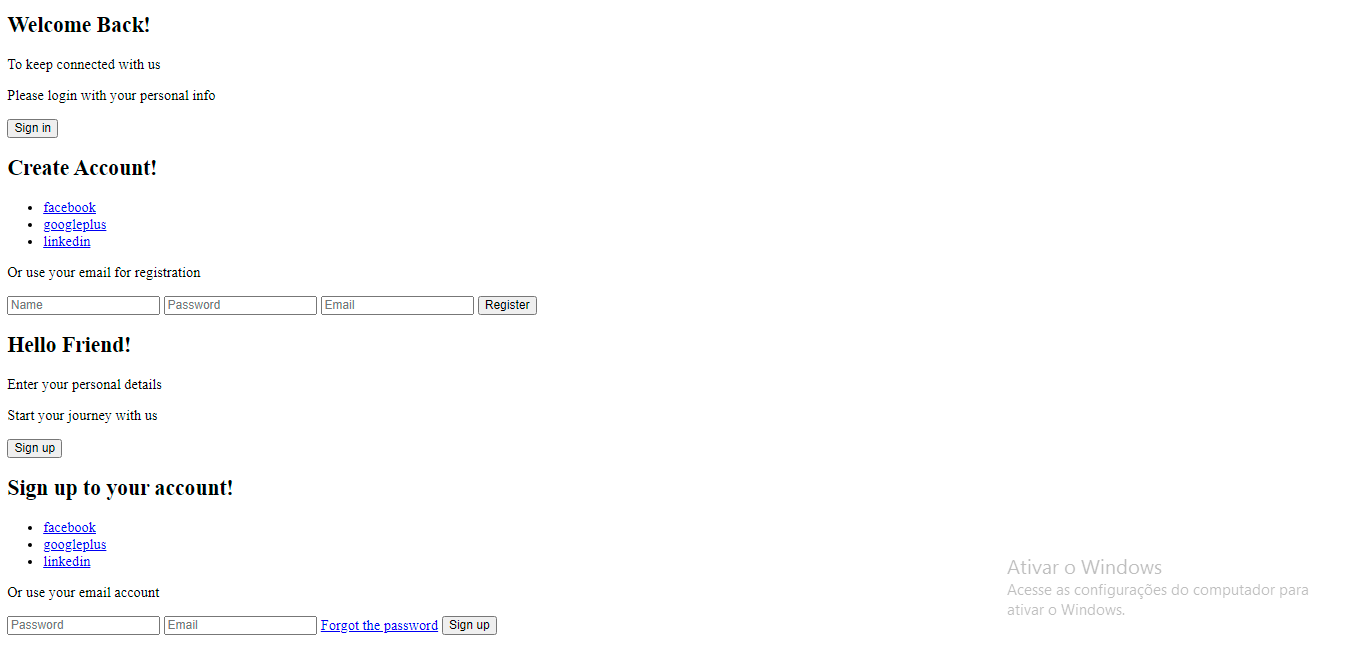 Welcome Back!
To keep connected with us
Please login with your personal info
Sign in
Create Account!
facebook
googleplus
linkedin
Or use your email for registration
Name Password Email Register
Hello Friend!
Enter your personal details
Start your journey with us
Sign up
Sign up to your account!
facebook
googleplus
linkedin
Or use your email account
Password Email Forgot the password Sign up
Ativar o Windows
Acesse as configurações do computador para
ativar o Windows.